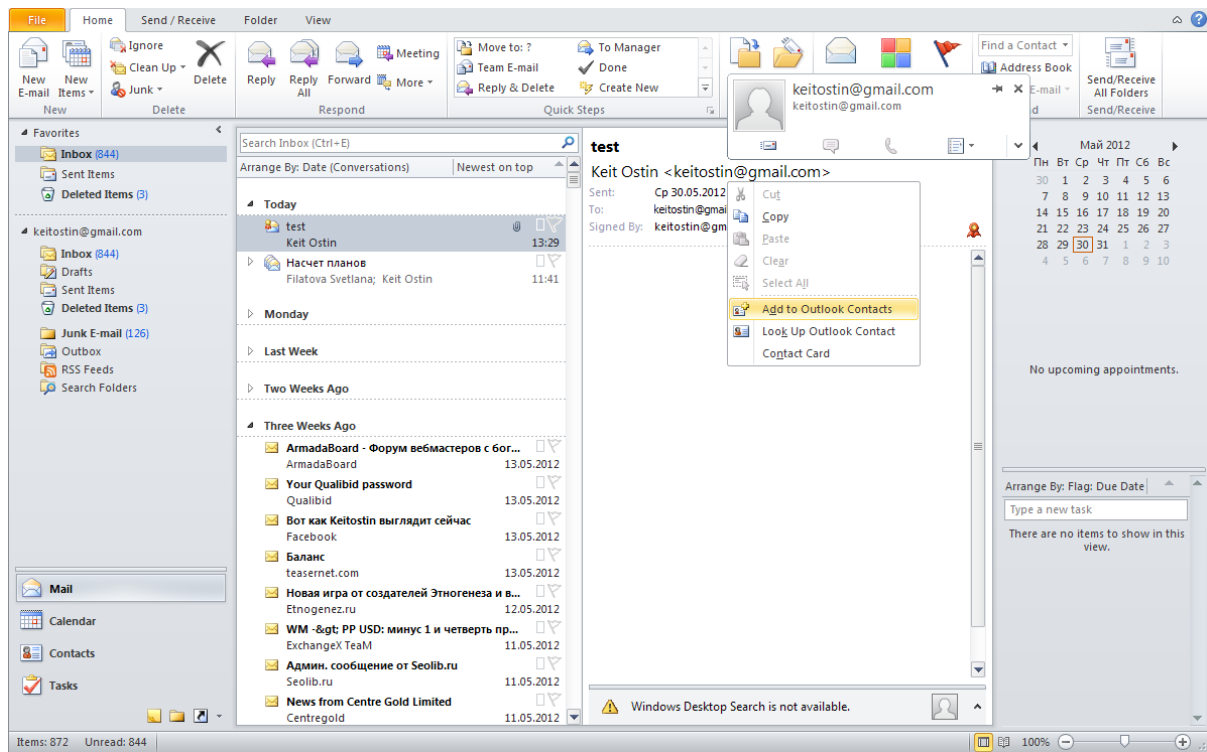 File Home Send / Receive Folder View
New E-mail
New Items
New
Ignore
Clean Up
Junk
Delete
Delete
Reply
Reply All
Forward
Meeting
More
Respond
Move to: ?
Team E-mail
Reply & Delete
To Manager
Done
Create New
Quick Steps
Find a Contact
Address Book
E-mail
Send/Receive All Folders
Send/Receive
keitostin@gmail.com
keitostin@gmail.com
Favorites
Inbox (844)
Sent Items
Deleted Items (3)
keitostin@gmail.com
Inbox (844)
Drafts
Sent Items
Deleted Items (3)
Junk E-mail (126)
Outbox
RSS Feeds
Search Folders
Mail
Calendar
Contacts
Tasks
Search Inbox (Ctrl+E)
Arrange By: Date (Conversations) Newest on top
Today
test
Keit Ostin 13:29
Насчет планов
Filatova Svetlana; Keit Ostin 11:41
Monday
Last Week
Two Weeks Ago
Three Weeks Ago
ArmadaBoard - Форум вебмастеров с бог...
ArmadaBoard 13.05.2012
Your Qualibid password
Qualibid 13.05.2012
Вот как Keitostin выглядит сейчас
Facebook 13.05.2012
Баланс
teasernet.com 13.05.2012
Новая игра от создателей Этногенеза и в...
Etnogenez.ru 12.05.2012
WM -&gt; PP USD: минус 1 и четверть пр...
ExchangeX TeaM 11.05.2012
Админ. сообщение от Seolib.ru
Seolib.ru 11.05.2012
News from Centre Gold Limited
Centregold 11.05.2012
test
Keit Ostin <keitostin@gmail.com>
Sent: Ср 30.05.2012
To: keitostin@gmai
Signed By: keitostin@gm
Cut
Copy
Paste
Clear
Select All
Add to Outlook Contacts
Look Up Outlook Contact
Contact Card
Windows Desktop Search is not available.
Май 2012
Пн Вт Ср Чт Пт Сб Вс
30 1 2 3 4 5 6
7 8 9 10 11 12 13
14 15 16 17 18 19 20
21 22 23 24 25 26 27
28 29 30 31 1 2 3
4 5 6 7 8 9 10
No upcoming appointments.
Arrange By: Flag: Due Date
Type a new task
There are no items to show in this
view.
Items: 872 Unread: 844
100%